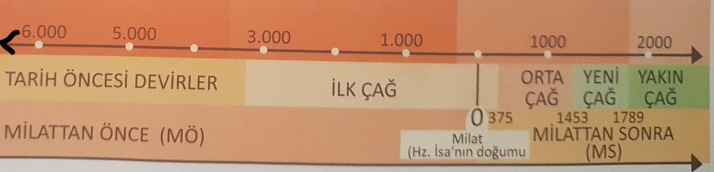 6.000 5.000 3.000 1.000 1000 2000
TARİH ÖNCESİ DEVİRLER İLK ÇAĞ ORTA ÇAĞ YENİ ÇAĞ YAKIN ÇAĞ
0 375 1453 1789
MİLATTAN ÖNCE (MÖ)
Milat
(Hz. İsa'nın doğumu
MİLATTAN SONRA
(MS)